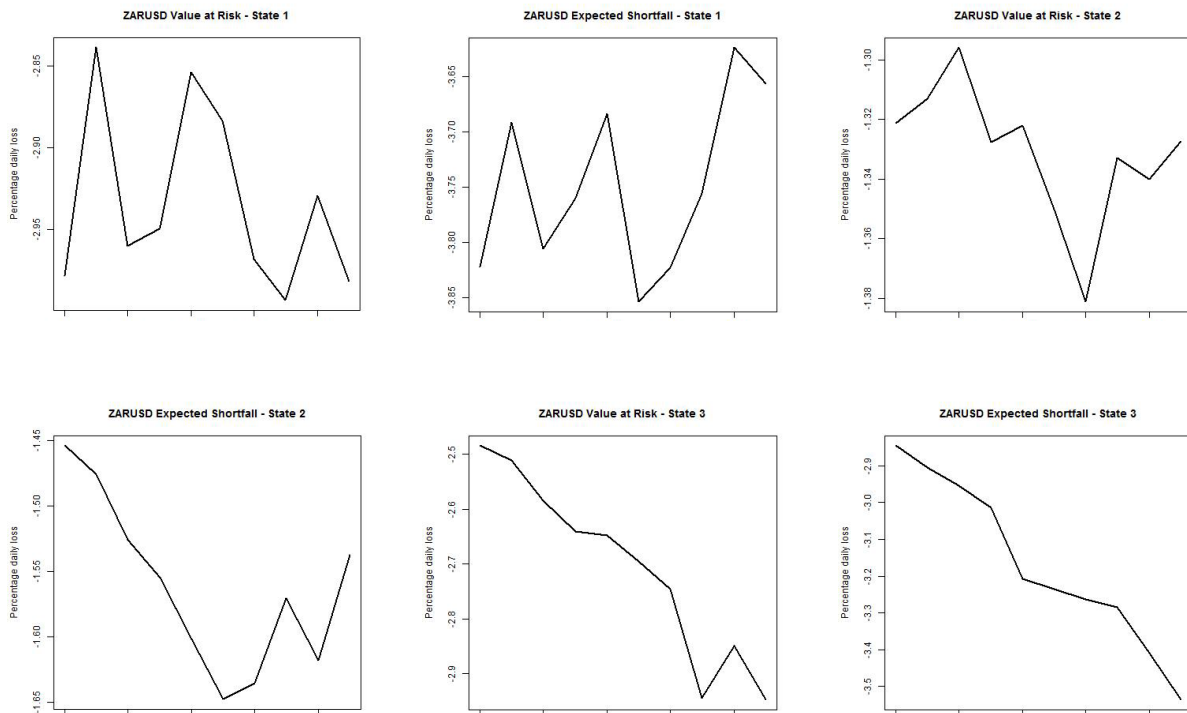 ZARUSD Value at Risk - State 1
Percentage daily loss
-2.85
-2.90
-2.95
ZARUSD Expected Shortfall - State 1
Percentage daily loss
-3.65
-3.70
-3.75
-3.80
-3.85
ZARUSD Value at Risk - State 2
Percentage daily loss
-1.30
-1.32
-1.34
-1.36
-1.38
ZARUSD Expected Shortfall - State 2
Percentage daily loss
-1.45
-1.50
-1.55
-1.60
-1.65
ZARUSD Value at Risk - State 3
Percentage daily loss
-2.5
-2.6
-2.7
-2.8
-2.9
ZARUSD Expected Shortfall - State 3
Percentage daily loss
-2.9
-3.0
-3.1
-3.2
-3.3
-3.4
-3.5